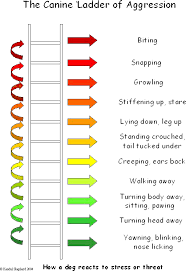 The Canine 'Ladder of Aggression
Biting
Snapping
Growling
Stiffening up, stare
Lying down, leg up
Standing crouched,
tail tucked under
Creeping, ears back
Walking away
Turning body away,
sitting, pawing
Turning head away
Yawning, blinking,
nose licking
How a dog reacts to stress or threat